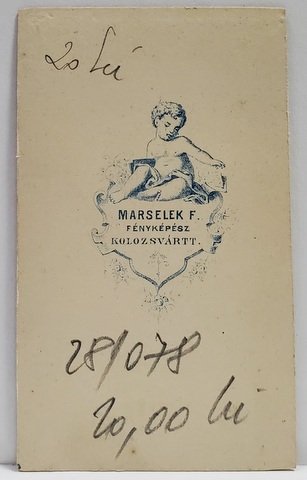 20 lei
MARSELEK F.
FÉNYKÉPÉSZ
KOLOZSVÁRTT.
28/078
20,00 lei